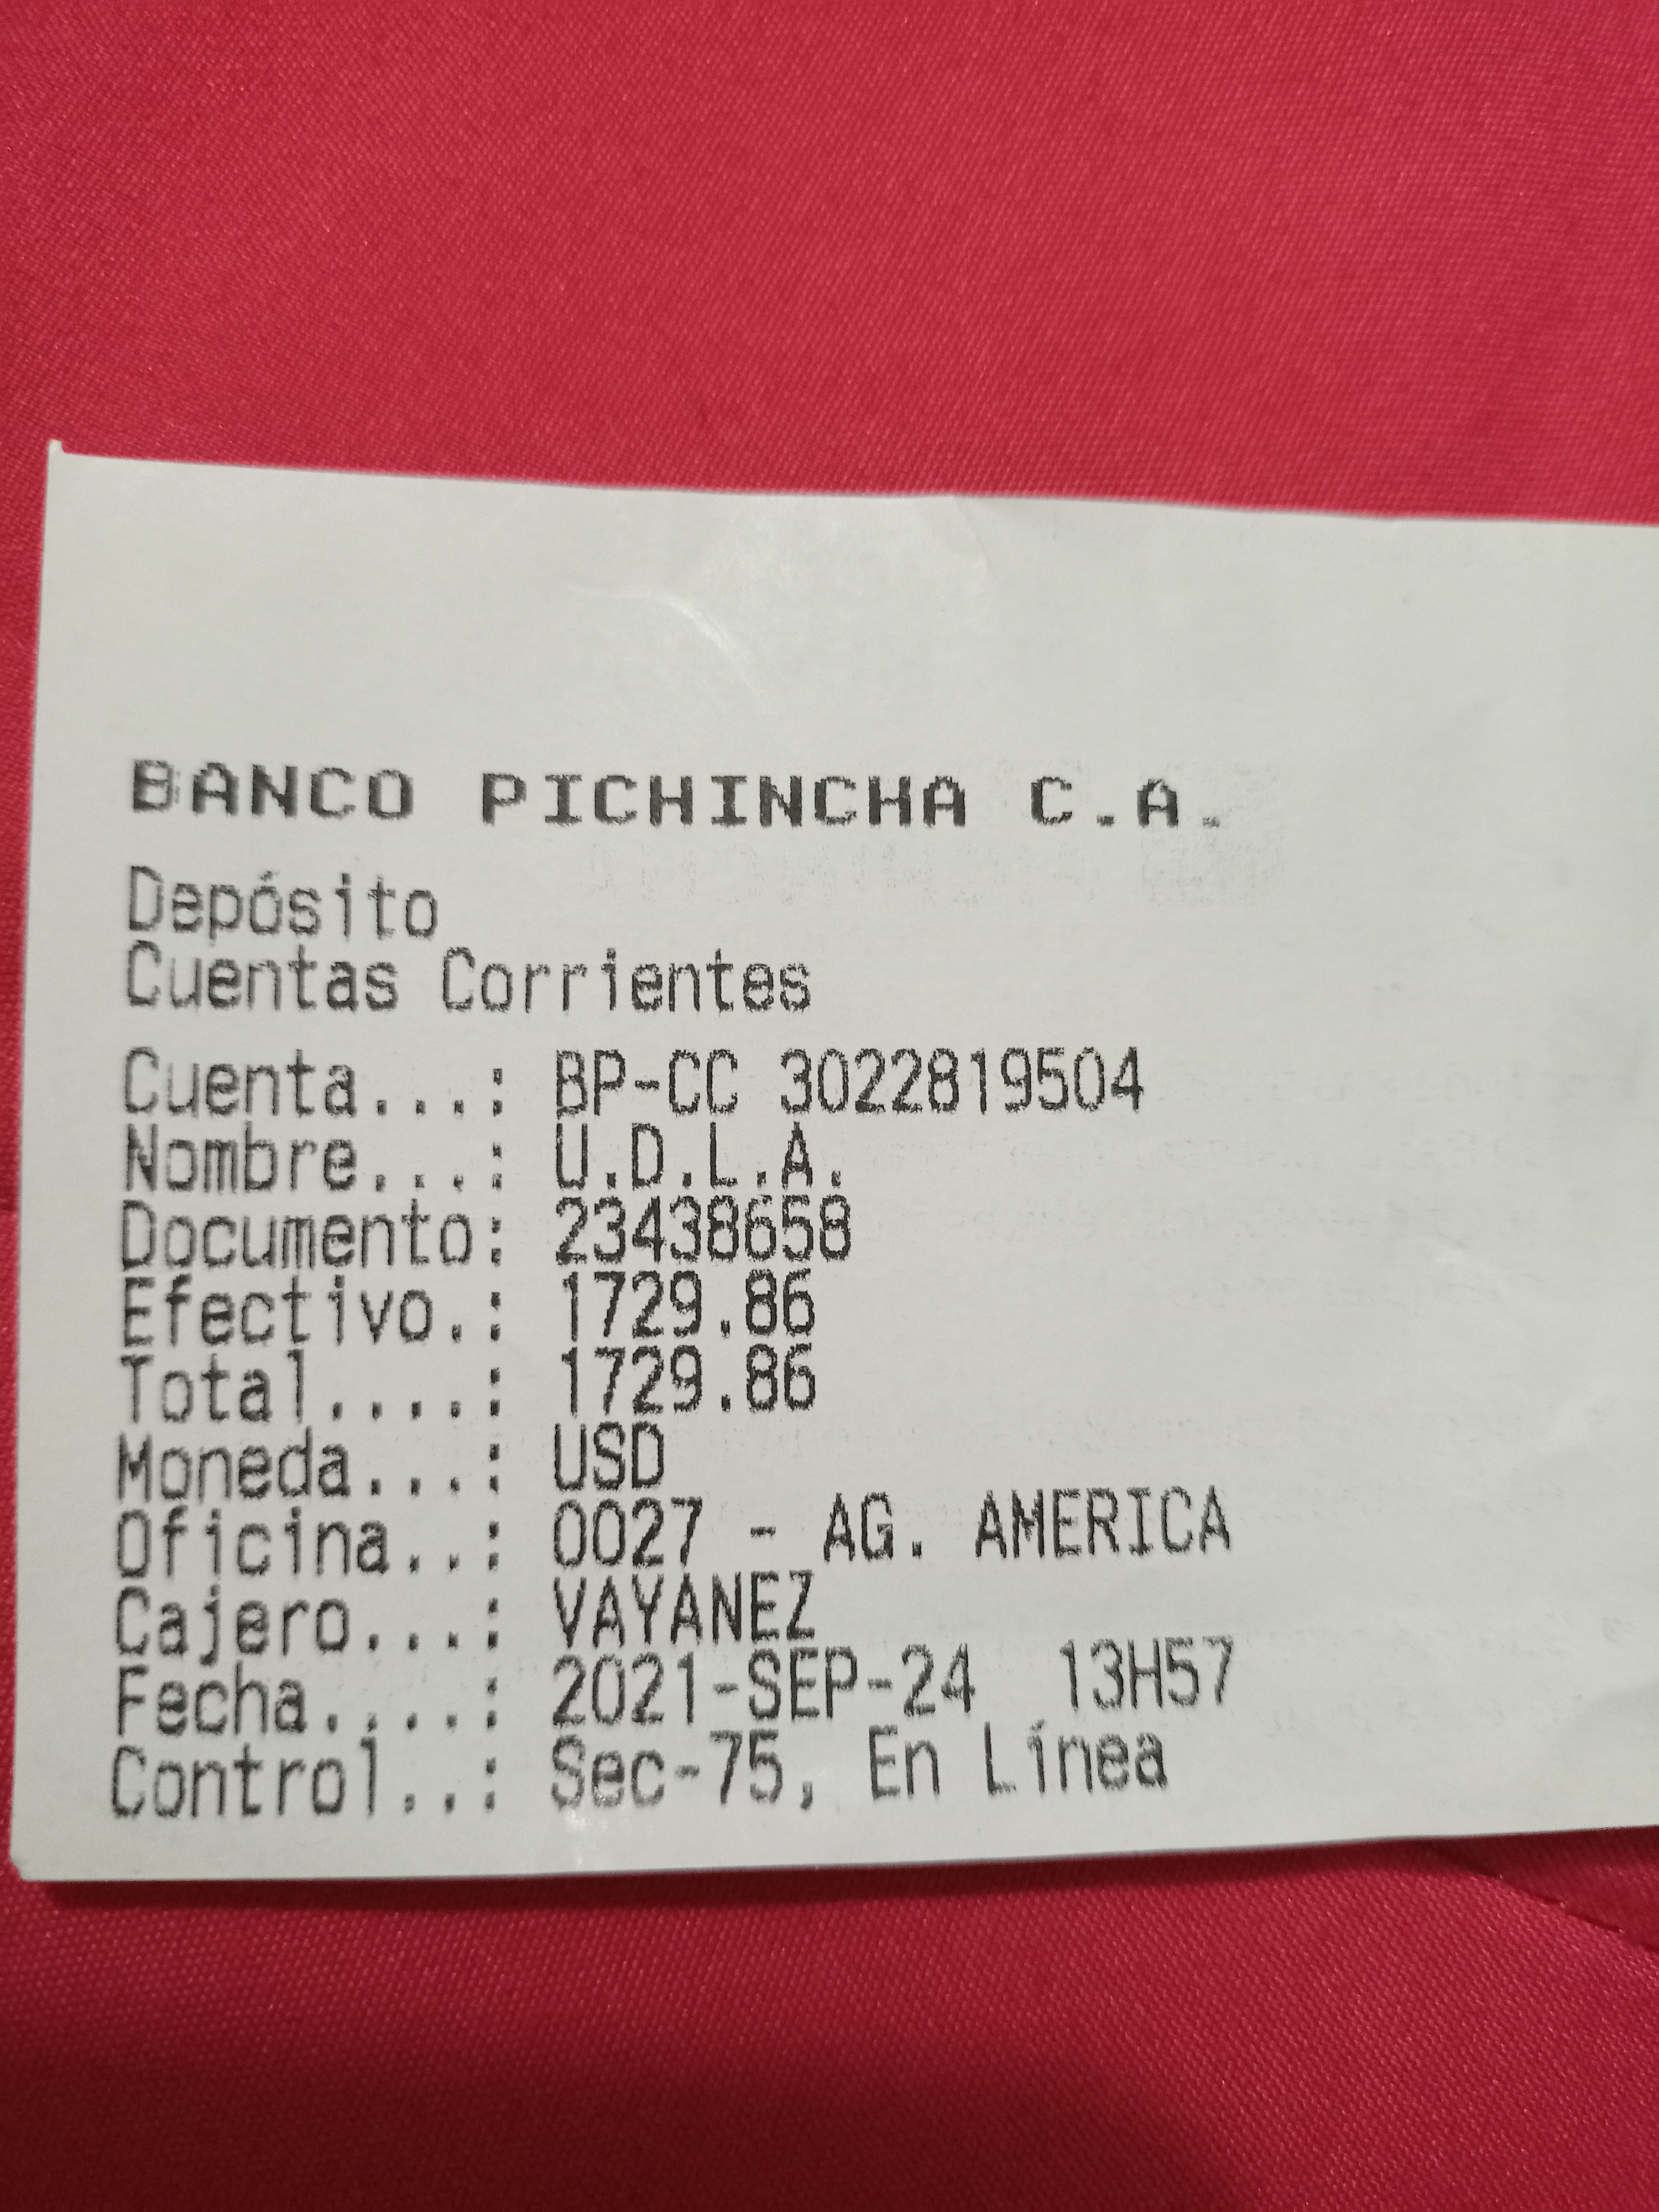 BANCO PICHINCHA C.A.
Depósito
Cuentas Corrientes
Cuenta...: BP-CC 3022819504
Nombre...: U.D.L.A.
Documento: 23438658
Efectivo.: 1729.86
Total....: 1729.86
Moneda...: USD
Oficina..: 0027 - AG. AMERICA
Cajero...: VAYANEZ
Fecha....: 2021-SEP-24 13H57
Control..: Sec-75, En Línea